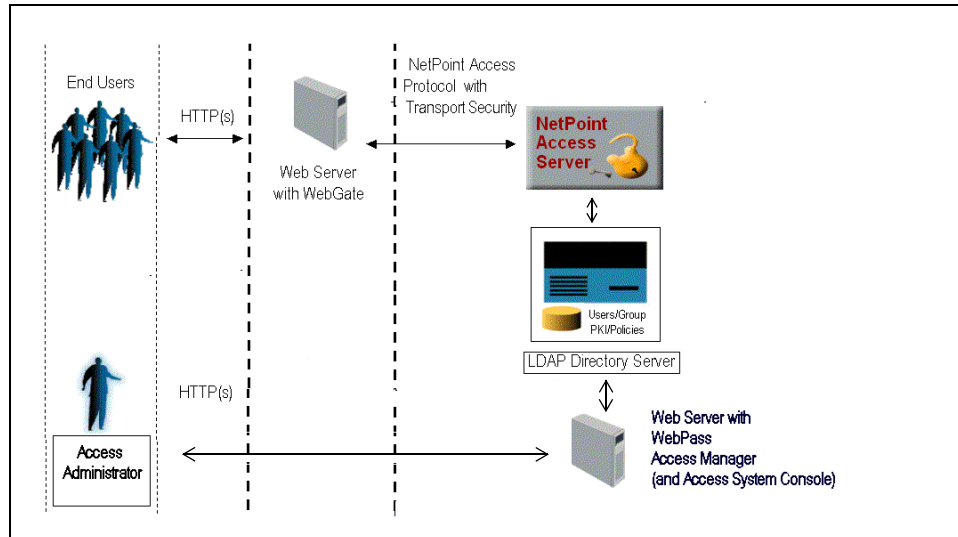 End Users
HTTP(s)
Web Server
with WebGate
NetPoint Access
Protocol with
Transport Security
NetPoint
Access
Server
Users/Group
PKI/Policies
LDAP Directory Server
HTTP(s)
Access
Administrator
Web Server with
WebPass
Access Manager
(and Access System Console)